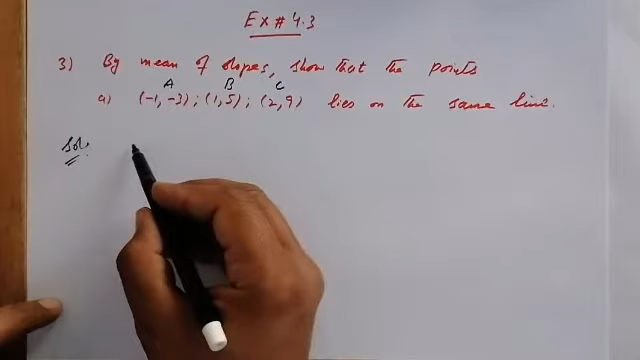 Ex # 4.3
3) By mean of slopes, show that the points
A B C
a) (-1, -3) ; (1, 5) ; (2, 9) lies on the same line.
Sol: